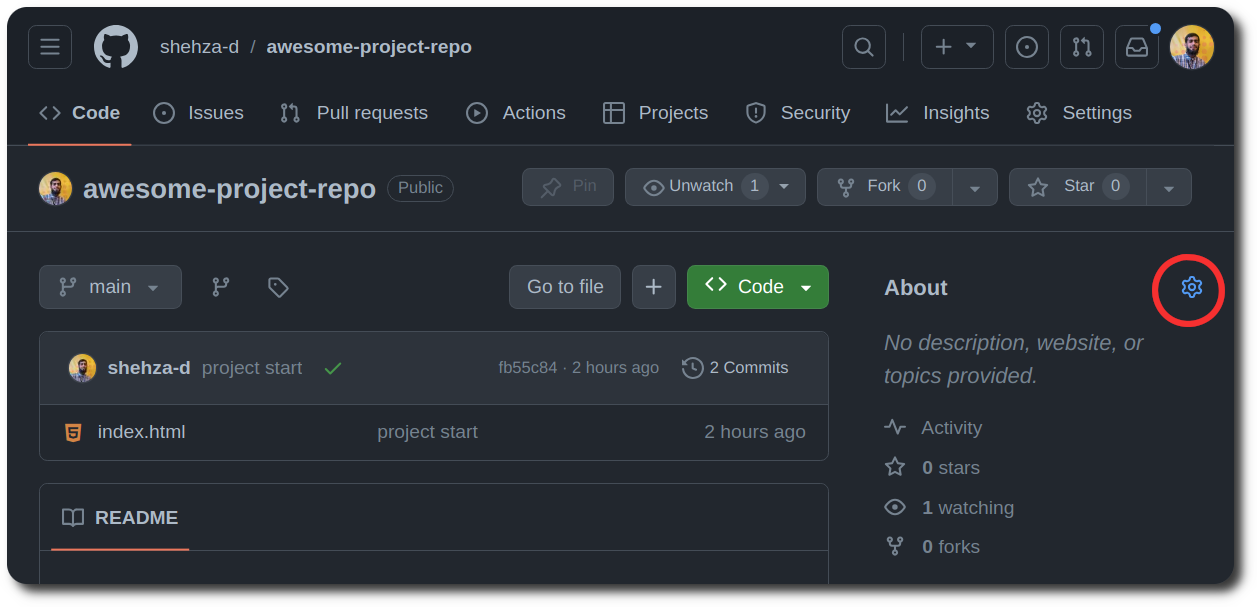 shehza-d / awesome-project-repo
Code Issues Pull requests Actions Projects Security Insights Settings
awesome-project-repo Public Pin Unwatch 1 Fork 0 Star 0
main Go to file Code
shehza-d project start fb55c84 · 2 hours ago 2 Commits
index.html project start 2 hours ago
README
About
No description, website, or
topics provided.
Activity
0 stars
1 watching
0 forks